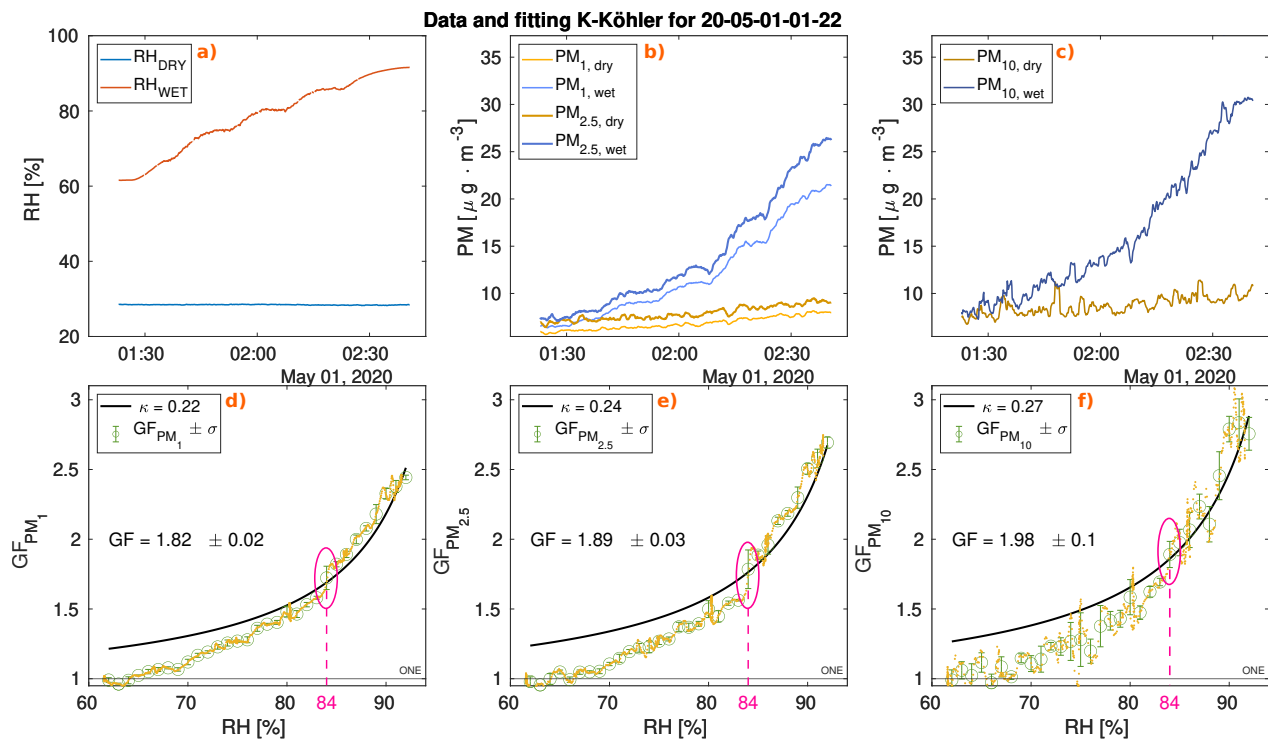 Data and fitting K-Köhler for 20-05-01-01-22
a)
RH_DRY
RH_WET
RH [%]
100
80
60
40
20
01:30 02:00 02:30
May 01, 2020
b)
PM_1, dry
PM_1, wet
PM_2.5, dry
PM_2.5, wet
PM [ μ g · m^-3]
35
30
25
20
15
10
01:30 02:00 02:30
May 01, 2020
c)
PM_10, dry
PM_10, wet
PM [ μ g · m^-3]
35
30
25
20
15
10
01:30 02:00 02:30
May 01, 2020
d)
κ = 0.22
GF_PM_1 ± σ
GF = 1.82 ± 0.02
GF_PM_1
3
2.5
2
1.5
1
ONE
60 70 80 84 90
RH [%]
e)
κ = 0.24
GF_PM_2.5 ± σ
GF = 1.89 ± 0.03
GF_PM_2.5
3
2.5
2
1.5
1
ONE
60 70 80 84 90
RH [%]
f)
κ = 0.27
GF_PM_10 ± σ
GF = 1.98 ± 0.1
GF_PM_10
3
2.5
2
1.5
1
ONE
60 70 80 84 90
RH [%]